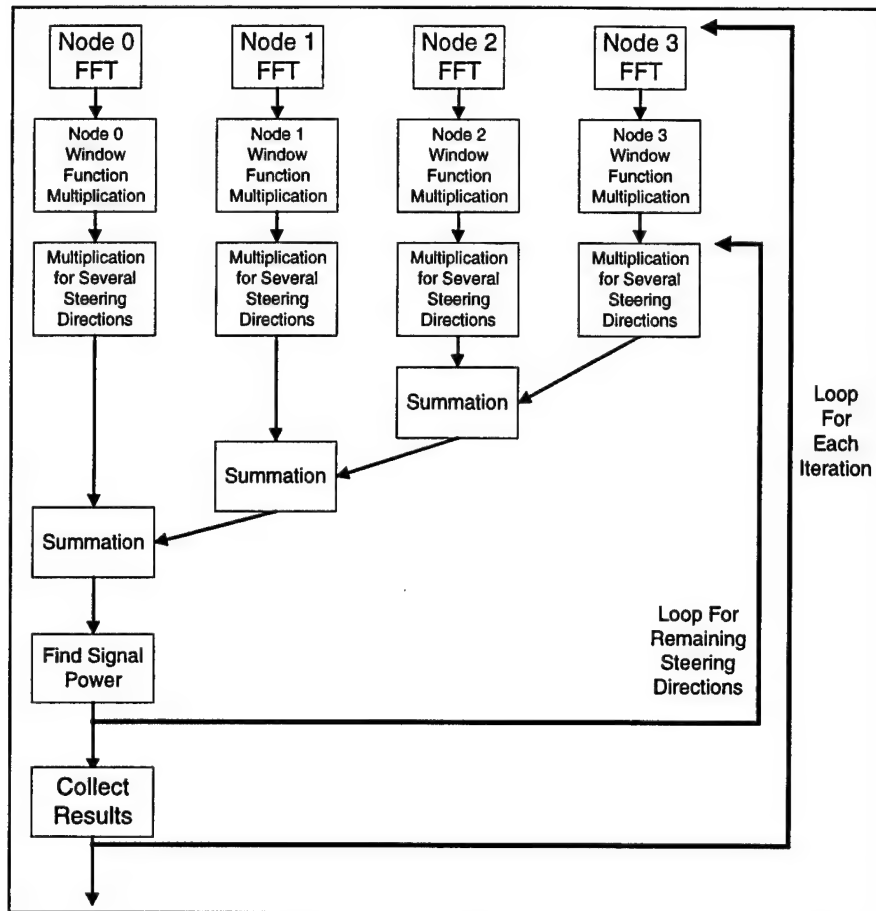 Node 0
FFT
Node 1
FFT
Node 2
FFT
Node 3
FFT
Node 0
Window
Function
Multiplication
Node 1
Window
Function
Multiplication
Node 2
Window
Function
Multiplication
Node 3
Window
Function
Multiplication
Multiplication
for Several
Steering
Directions
Multiplication
for Several
Steering
Directions
Multiplication
for Several
Steering
Directions
Multiplication
for Several
Steering
Directions
Summation
Loop
For
Each
Iteration
Summation
Summation
Loop For
Remaining
Steering
Directions
Find Signal
Power
Collect
Results